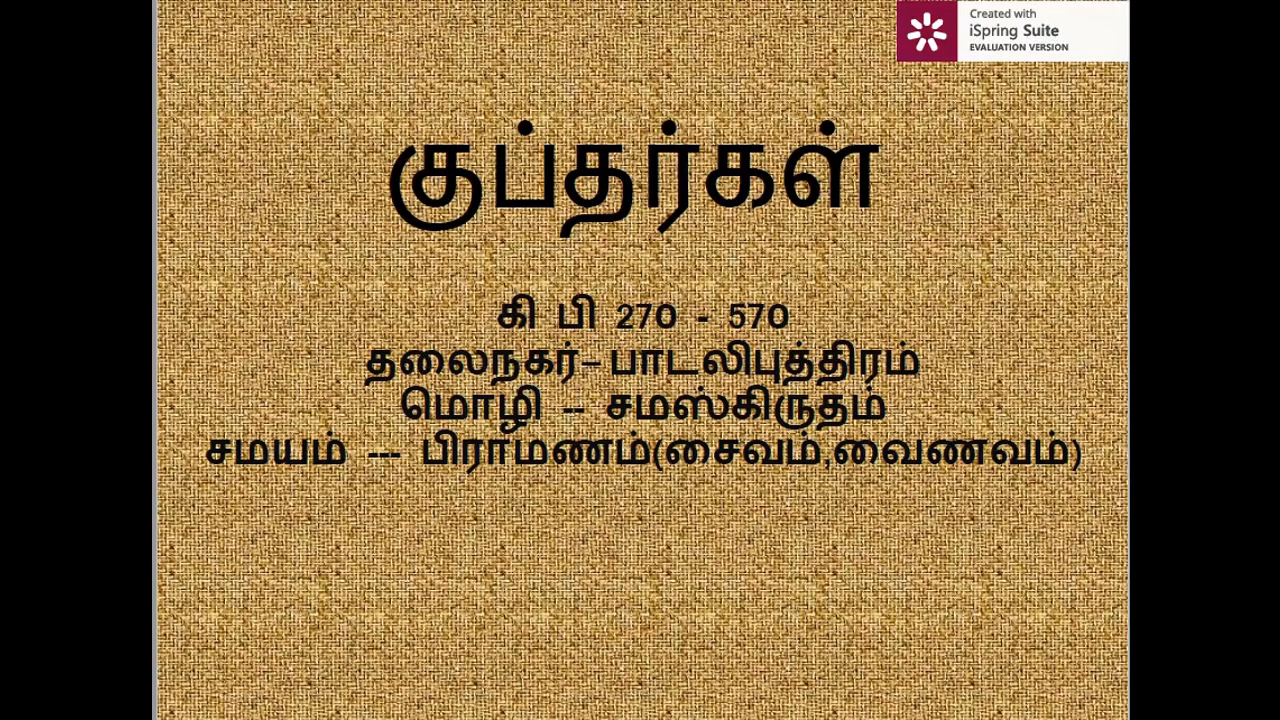 Created with
iSpring Suite
EVALUATION VERSION
குப்தர்கள்
கி பி 270 - 570
தலைநகர்– பாடலிபுத்திரம்
மொழி -- சமஸ்கிருதம்
சமயம் --- பிராமணம்(சைவம்,வைணவம்)